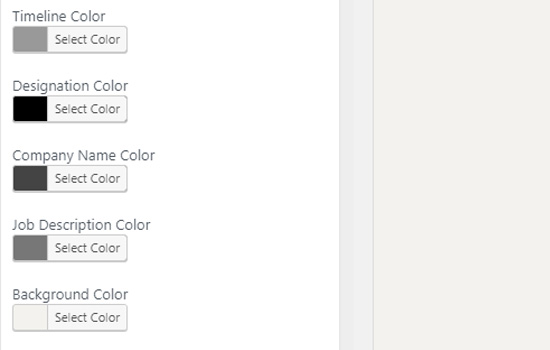 Timeline Color
Select Color
Designation Color
Select Color
Company Name Color
Select Color
Job Description Color
Select Color
Background Color
Select Color